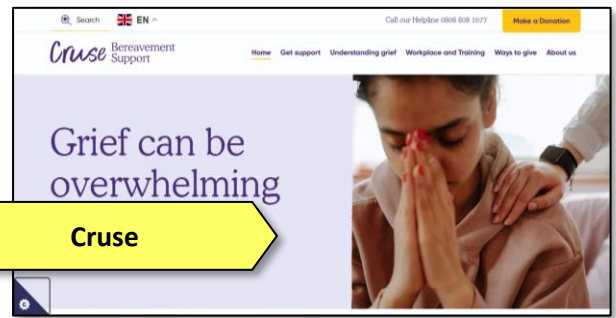 Search EN Call our Helpline 0808 808 1677 Make a Donation
Cruse Bereavement Support
Home Get support Understanding grief Workplace and Training Ways to give About us
Grief can be
overwhelming
Cruse